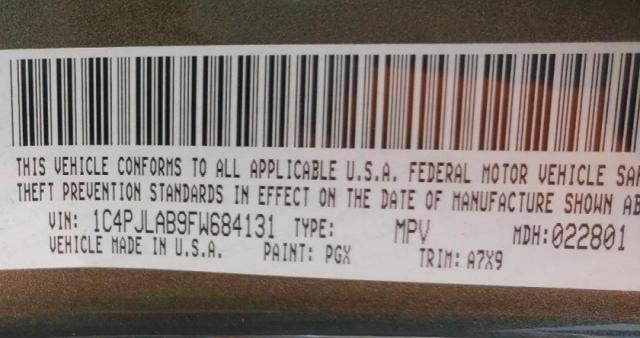 THIS VEHICLE CONFORMS TO ALL APPLICABLE U.S.A. FEDERAL MOTOR VEHICLE SAF
THEFT PREVENTION STANDARDS IN EFFECT ON THE DATE OF MANUFACTURE SHOWN AB
VIN: 1C4PJLAB9FW684131 TYPE: MPV MDH:022801
VEHICLE MADE IN U.S.A. PAINT: PGX TRIM: A7X9